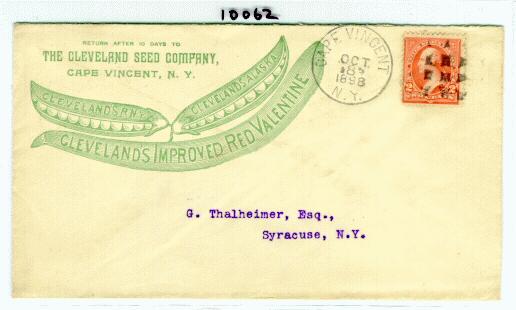 10062
RETURN AFTER 10 DAYS TO
THE CLEVELAND SEED COMPANY,
CAPE VINCENT, N. Y.
CLEVELAND'S R.N.Y.
CLEVELAND'S ALASKA
CLEVELAND'S IMPROVED RED VALENTINE
CAPE VINCENT
OCT
1898
N.Y.
G. Thalheimer, Esq.,
Syracuse, N.Y.